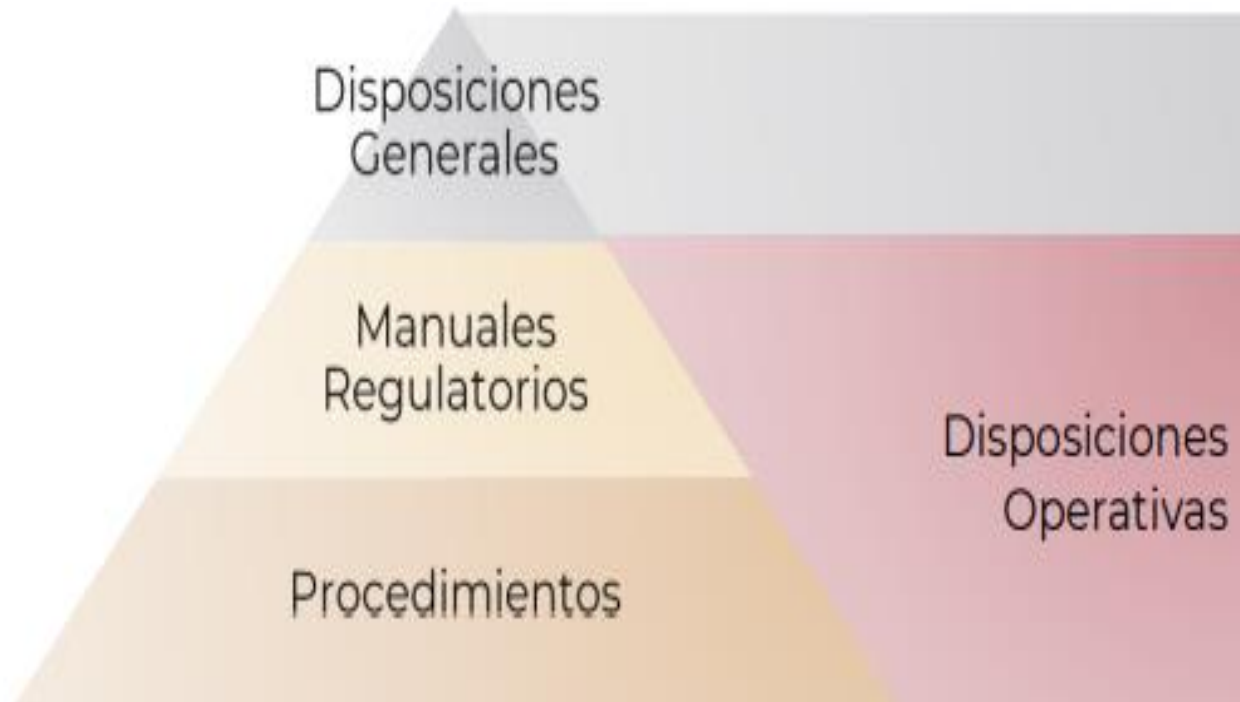 Disposiciones
Generales
Manuales
Regulatorios
Disposiciones
Operativas
Procedimientos